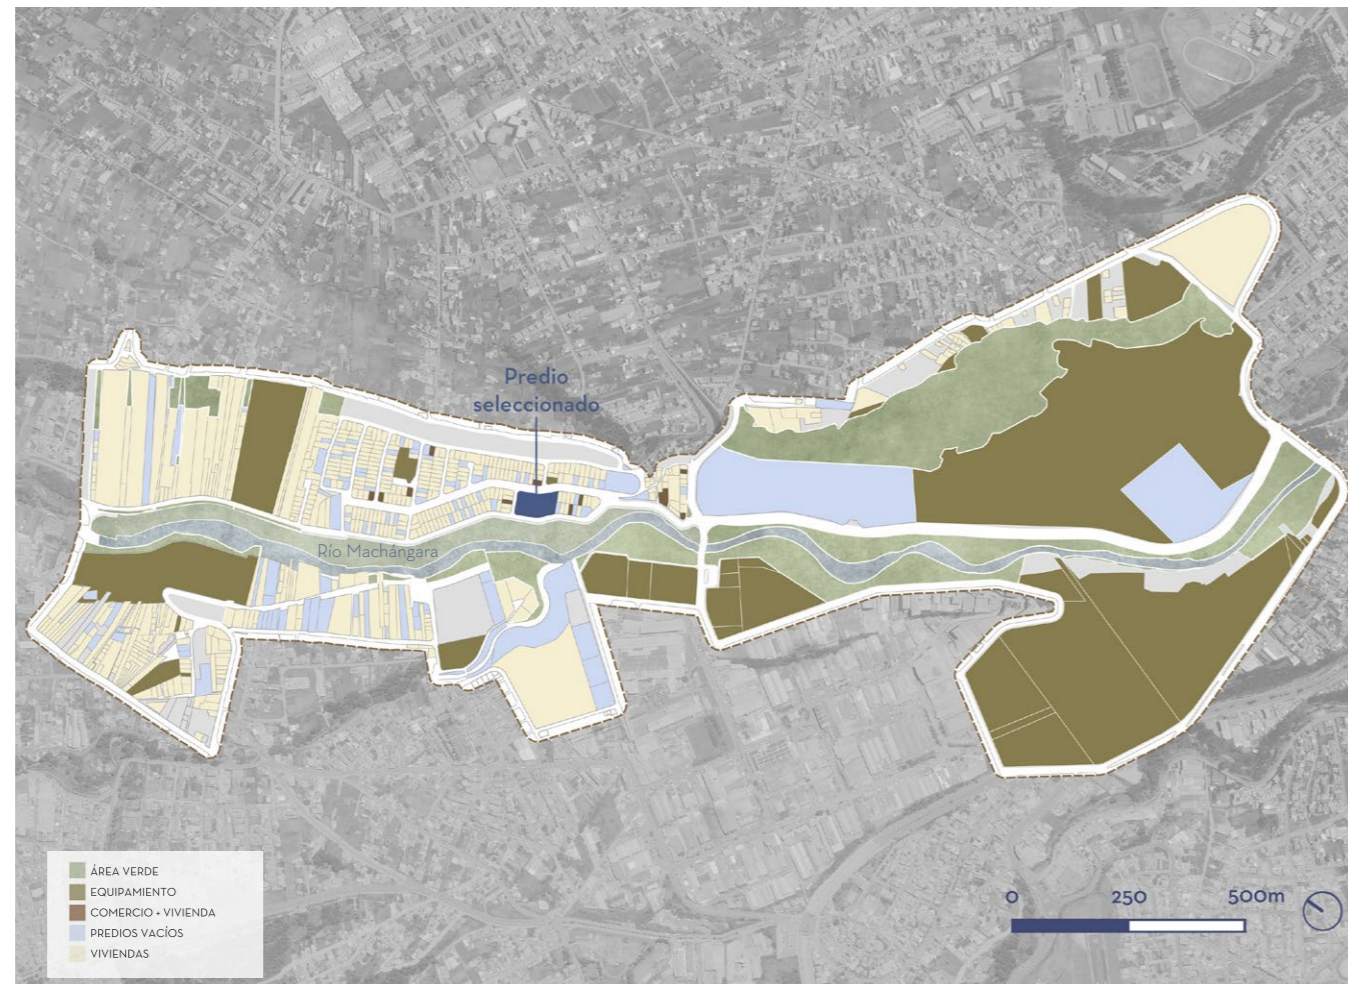 Predio
seleccionado
Río Machángara
ÁREA VERDE
EQUIPAMIENTO
COMERCIO + VIVIENDA
PREDIOS VACÍOS
VIVIENDAS
0 250 500m